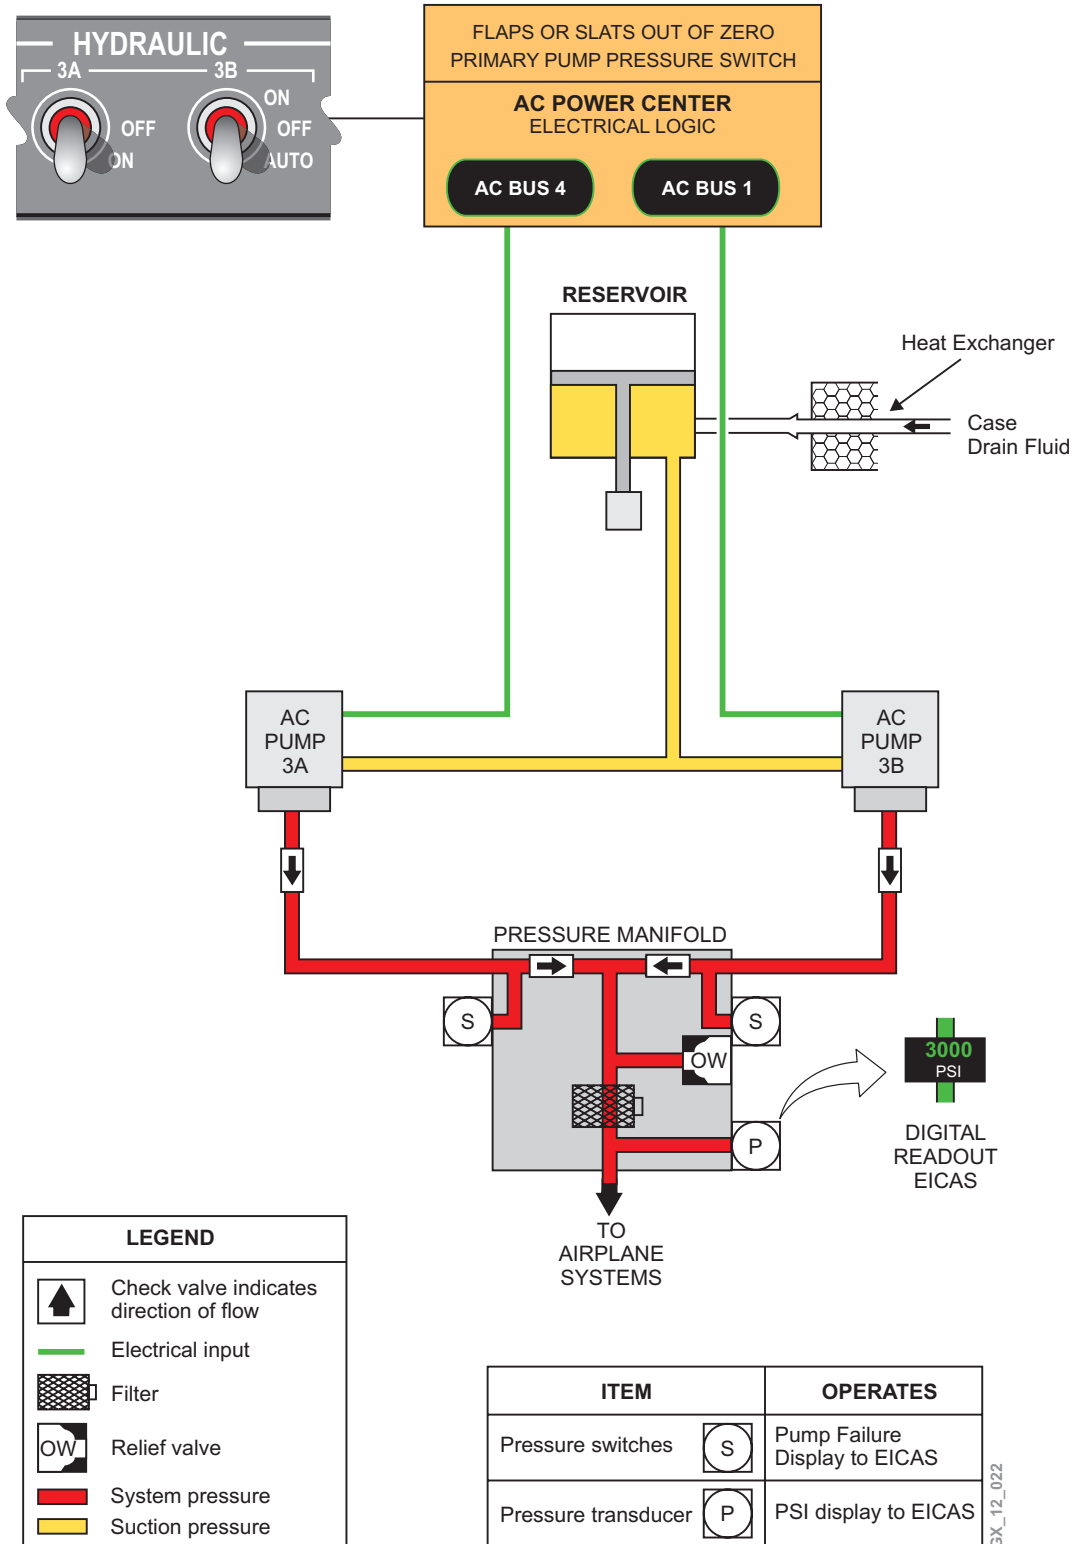 HYDRAULIC
3A
3B
OFF
ON
ON
OFF
AUTO
FLAPS OR SLATS OUT OF ZERO
PRIMARY PUMP PRESSURE SWITCH
AC POWER CENTER
ELECTRICAL LOGIC
AC BUS 4
AC BUS 1
RESERVOIR
Heat Exchanger
Case
Drain Fluid
AC
PUMP
3A
AC
PUMP
3B
PRESSURE MANIFOLD
S
S
OW
P
3000
PSI
DIGITAL
READOUT
EICAS
TO
AIRPLANE
SYSTEMS
LEGEND
Check valve indicates
direction of flow
Electrical input
Filter
OW
Relief valve
System pressure
Suction pressure
ITEM
OPERATES
Pressure switches
S
Pump Failure
Display to EICAS
Pressure transducer
P
PSI display to EICAS
GX_12_022